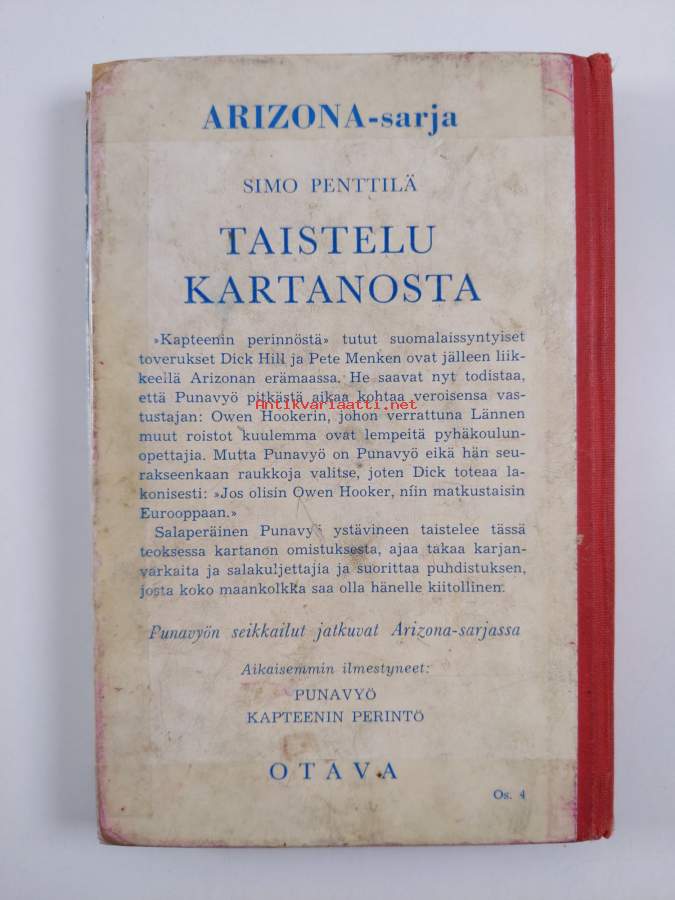 ARIZONA-sarja
SIMO PENTTILÄ
TAISTELU
KARTANOSTA
»Kapteenin perinnöstä» tutut suomalaissyntyiset
toverukset Dick Hill ja Pete Menken ovat jälleen liik-
keellä Arizonan erämaassa. He saavat nyt todistaa,
että Punavyö pitkästä aikaa kohtaa veroisensa vas-
Antikvariaatti.net
tustajan: Owen Hookerin, johon verrattuna Lännen
muut roistot kuulemma ovat lempeitä pyhäkoulun-
opettajia. Mutta Punavyö on Punavyö eikä hän seu-
rakseenkaan raukkoja valitse, joten Dick toteaa la-
konisesti: »Jos olisin Owen Hooker, niin matkustaisin
Eurooppaan.»
Salaperäinen Punavyö ystävineen taistelee tässä
teoksessa kartanon omistuksesta, ajaa takaa karjan-
varkaita ja salakuljettajia ja suorittaa puhdistuksen,
josta koko maankolkka saa olla hänelle kiitollinen.
Punavyön seikkailut jatkuvat Arizona-sarjassa
Aikaisemmin ilmestyneet:
PUNAVYÖ
KAPTEENIN PERINTÖ
OTAVA
Os. 4